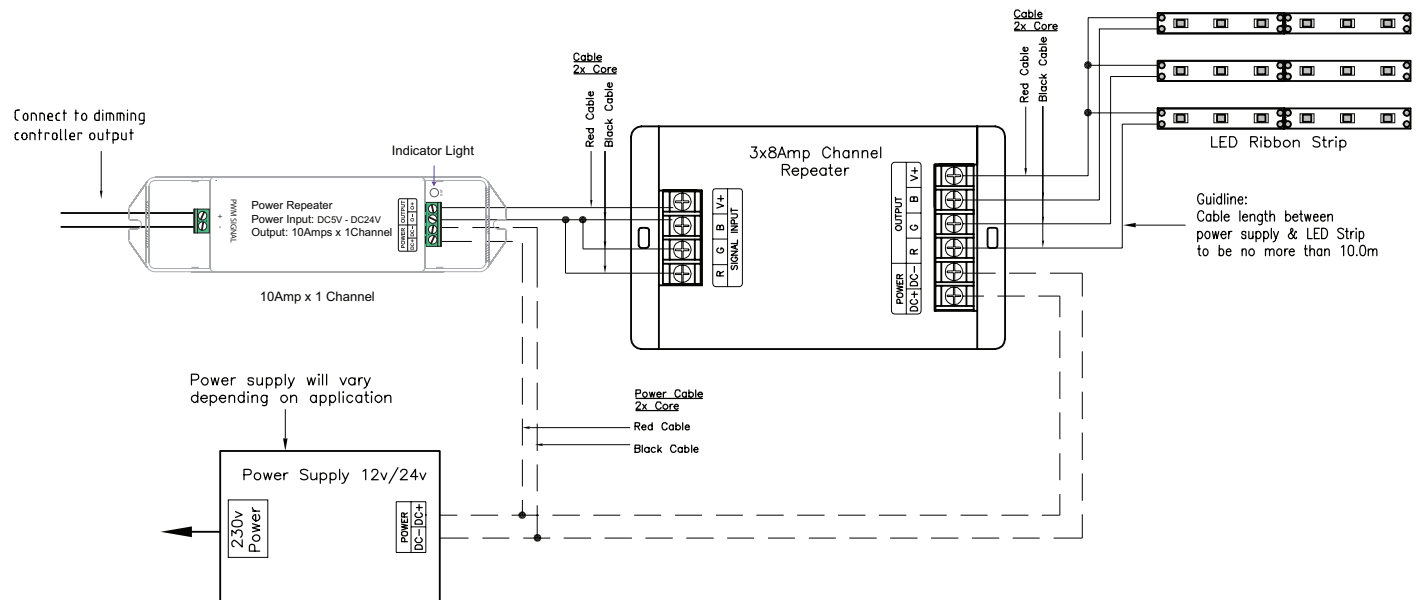 Connect to dimming
controller output
Indicator Light
PWM SIGNAL
+
-
Power Repeater
Power Input: DC5V - DC24V
Output: 10Amps x 1Channel
POWER OUTPUT
DC+ DC- O- O+
10Amp x 1 Channel
Cable
2x Core
Red Cable
Black Cable
3x8Amp Channel
Repeater
V+
B
G
R
SIGNAL INPUT
OUTPUT
V+
B
G
R
POWER
DC-
DC+
Cable
2x Core
Red Cable
Black Cable
LED Ribbon Strip
Guidline:
Cable length between
power supply & LED Strip
to be no more than 10.0m
Power supply will vary
depending on application
Power Cable
2x Core
Red Cable
Black Cable
Power Supply 12v/24v
230v
Power
POWER
DC+
DC-